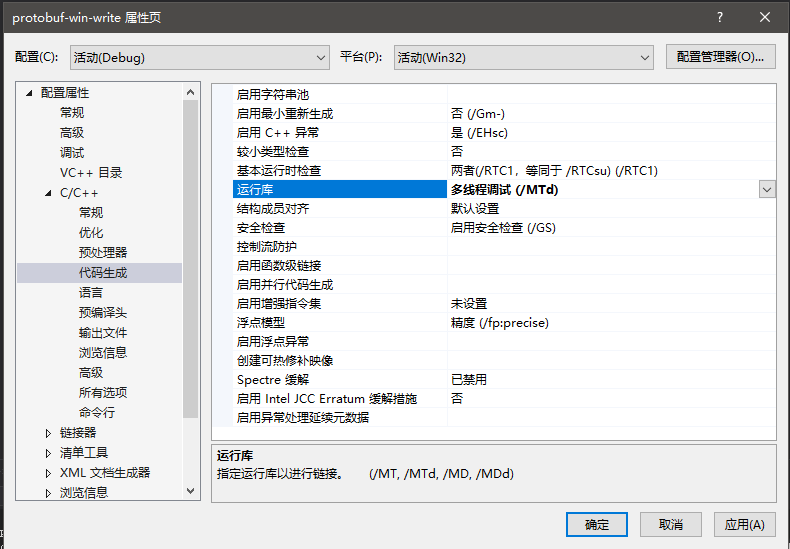 protobuf-win-write 属性页
配置(C): 活动(Debug) 平台(P): 活动(Win32) 配置管理器(O)...
配置属性
常规
高级
调试
VC++ 目录
C/C++
常规
优化
预处理器
代码生成
语言
预编译头
输出文件
浏览信息
高级
所有选项
命令行
链接器
清单工具
XML 文档生成器
浏览信息
启用字符串池
启用最小重新生成 否 (/Gm-)
启用 C++ 异常 是 (/EHsc)
较小类型检查 否
基本运行时检查 两者(/RTC1，等同于 /RTCsu) (/RTC1)
运行库 多线程调试 (/MTd)
结构成员对齐 默认设置
安全检查 启用安全检查 (/GS)
控制流防护
启用函数级链接
启用并行代码生成
启用增强指令集 未设置
浮点模型 精度 (/fp:precise)
启用浮点异常
创建可热修补映像
Spectre 缓解 已禁用
启用 Intel JCC Erratum 缓解措施 否
启用异常处理延续元数据
运行库
指定运行库以进行链接。 (/MT, /MTd, /MD, /MDd)
确定 取消 应用(A)